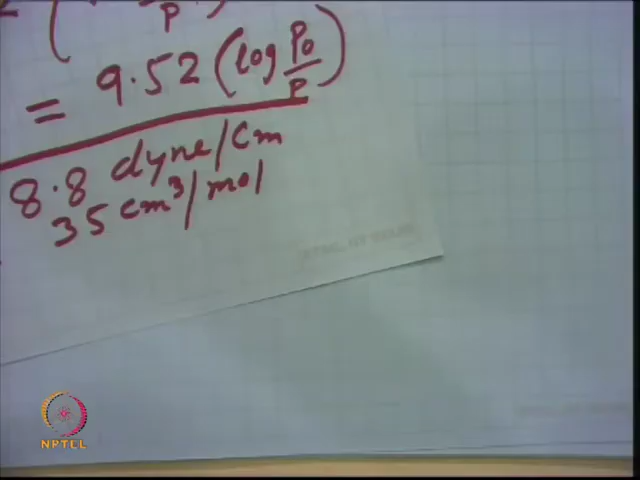 P
= 9.52 (log P0/P)
8.8 dyne/cm
35 cm³/mol
NPTEL